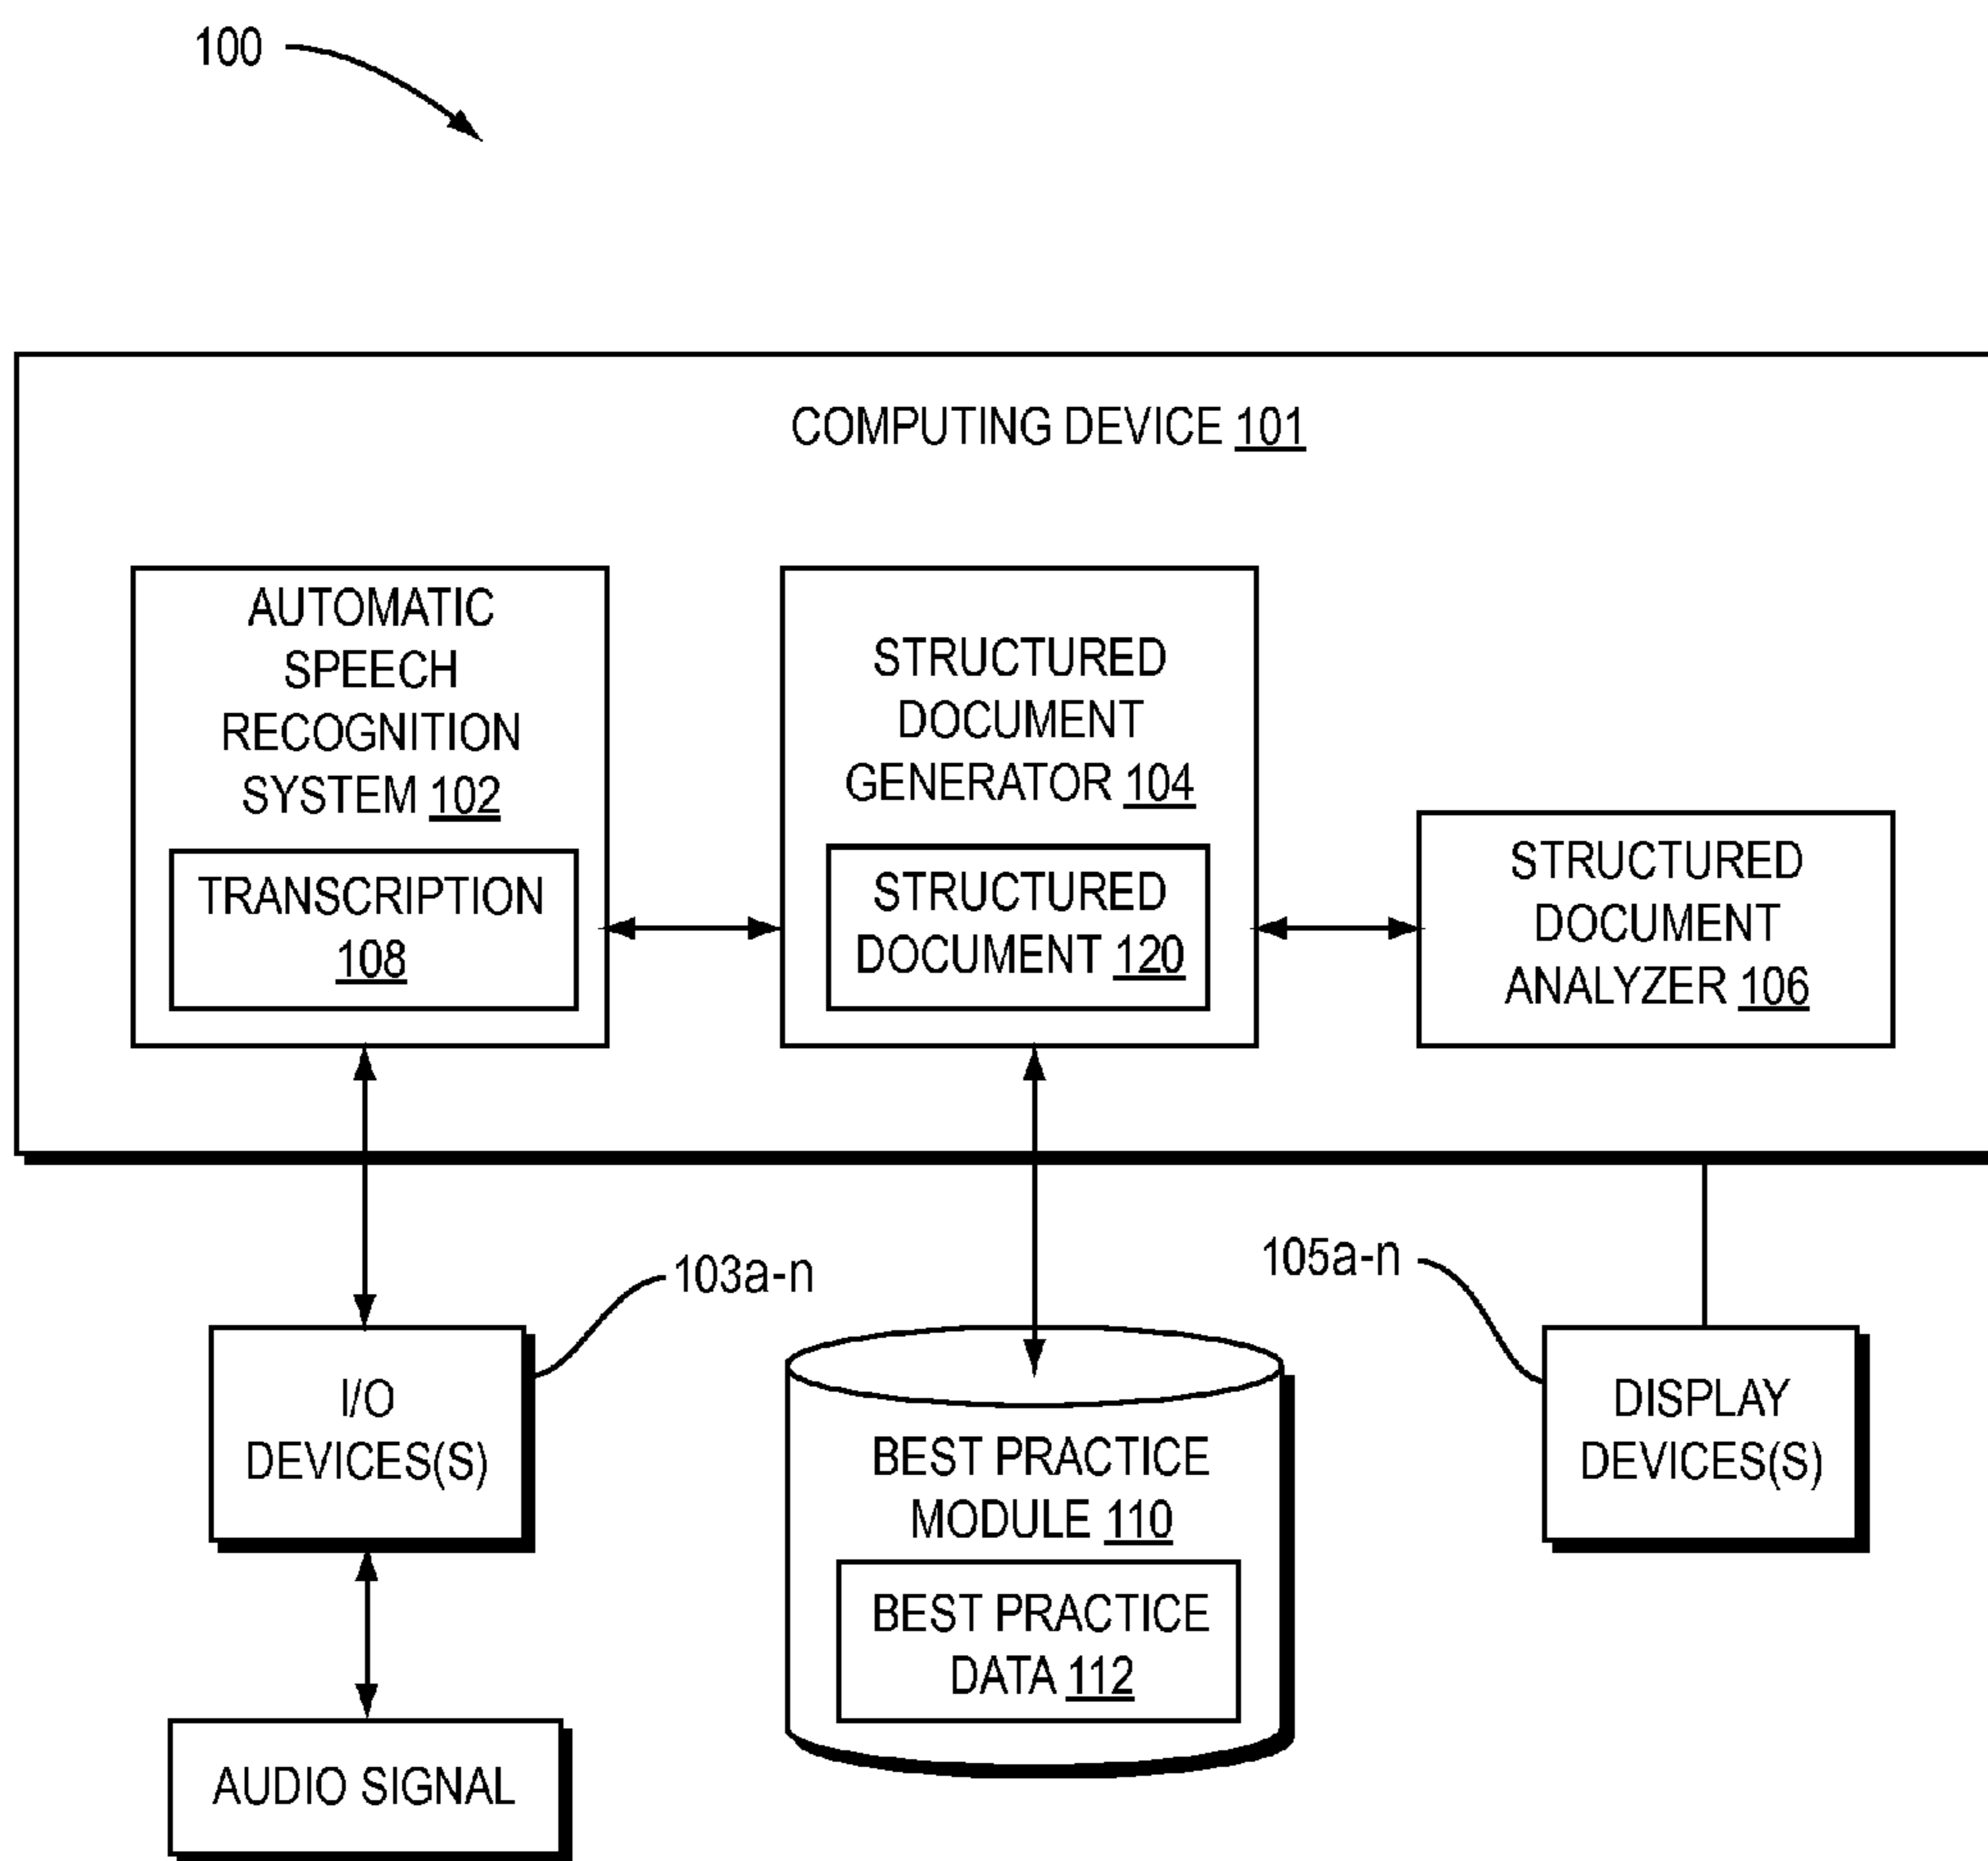 100
COMPUTING DEVICE 101
AUTOMATIC
SPEECH
RECOGNITION
SYSTEM 102
TRANSCRIPTION
108
STRUCTURED
DOCUMENT
GENERATOR 104
STRUCTURED
DOCUMENT 120
STRUCTURED
DOCUMENT
ANALYZER 106
103a-n
105a-n
I/O
DEVICES(S)
BEST PRACTICE
MODULE 110
BEST PRACTICE
DATA 112
DISPLAY
DEVICES(S)
AUDIO SIGNAL